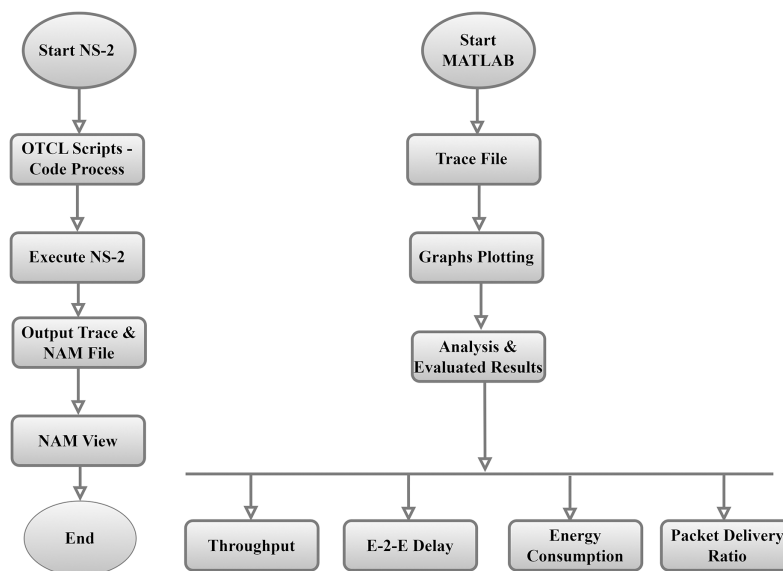 Start NS-2
OTCL Scripts -
Code Process
Execute NS-2
Output Trace &
NAM File
NAM View
End
Start
MATLAB
Trace File
Graphs Plotting
Analysis &
Evaluated Results
Throughput
E-2-E Delay
Energy
Consumption
Packet Delivery
Ratio